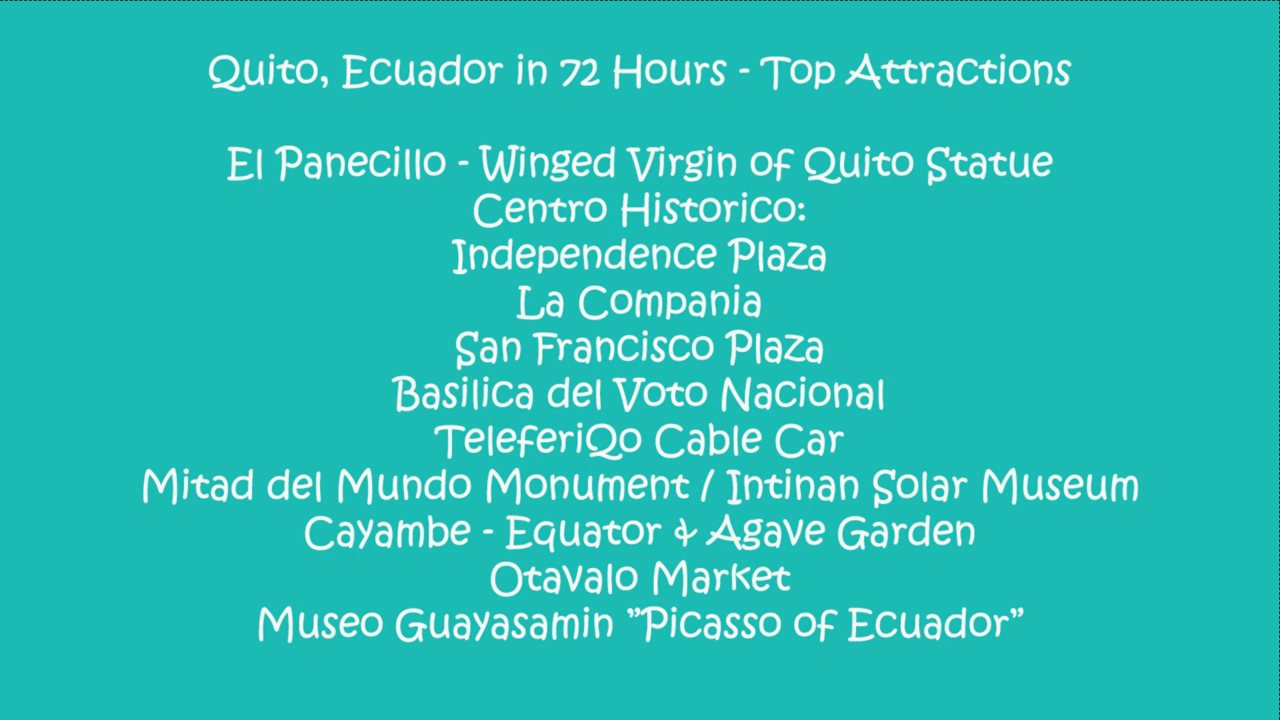 Quito, Ecuador in 72 Hours - Top Attractions
El Panecillo - Winged Virgin of Quito Statue
Centro Historico:
Independence Plaza
La Compania
San Francisco Plaza
Basilica del Voto Nacional
TeleferiQo Cable Car
Mitad del Mundo Monument / Intinan Solar Museum
Cayambe - Equator & Agave Garden
Otavalo Market
Museo Guayasamin ”Picasso of Ecuador”